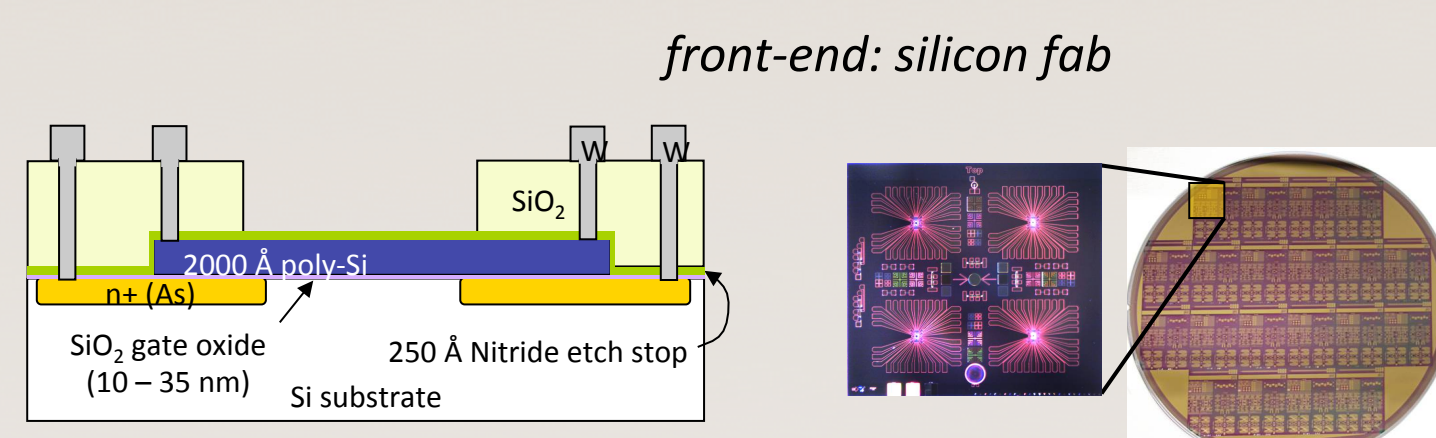 front-end: silicon fab
W
W
SiO₂
2000 Å poly-Si
n+ (As)
SiO₂ gate oxide
(10 – 35 nm)
250 Å Nitride etch stop
Si substrate
Top